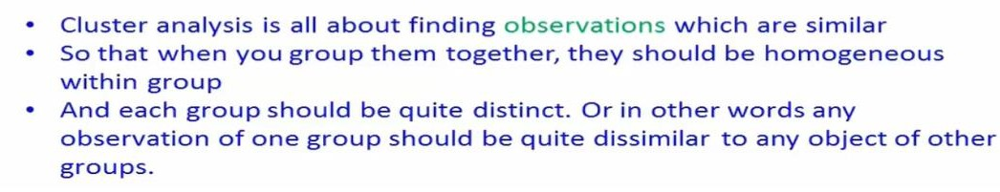 • Cluster analysis is all about finding observations which are similar
• So that when you group them together, they should be homogeneous
within group
• And each group should be quite distinct. Or in other words any
observation of one group should be quite dissimilar to any object of other
groups.